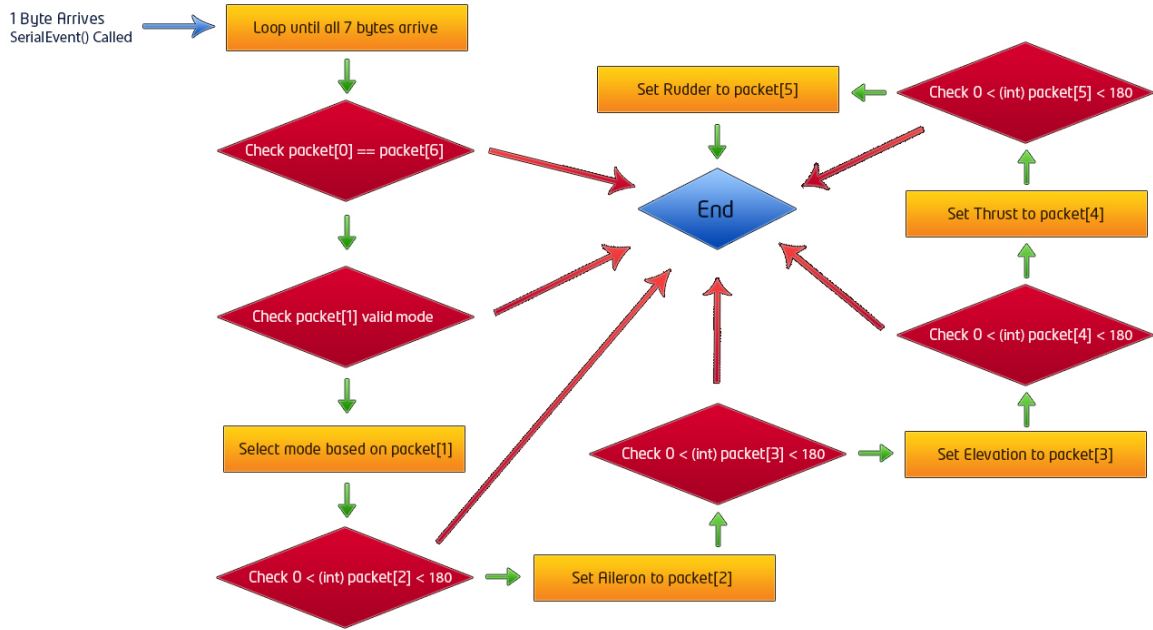 1 Byte Arrives
SerialEvent() Called
Loop until all 7 bytes arrive
Check packet[0] == packet[6]
Check packet[1] valid mode
Select mode based on packet[1]
Check 0 < (int) packet[2] < 180
Set Aileron to packet[2]
Check 0 < (int) packet[3] < 180
Set Elevation to packet[3]
Check 0 < (int) packet[4] < 180
Set Thrust to packet[4]
Check 0 < (int) packet[5] < 180
Set Rudder to packet[5]
End